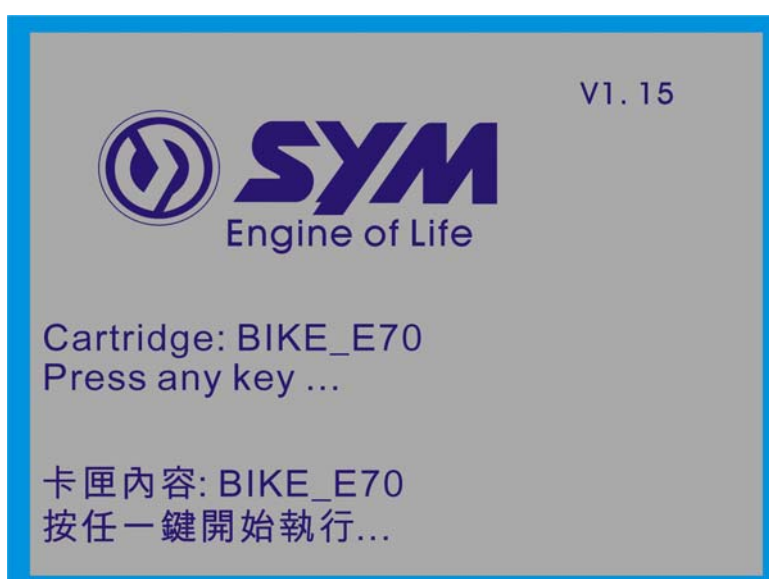 V1.15
SYM
Engine of Life
Cartridge: BIKE_E70
Press any key ...
卡匣內容: BIKE_E70
按任一鍵開始執行...